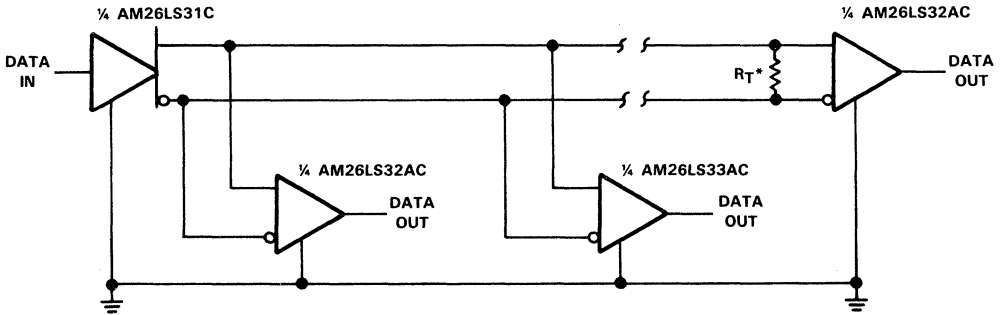 ¼ AM26LS31C
¼ AM26LS32AC
DATA
IN
R_T*
DATA
OUT
¼ AM26LS32AC
DATA
OUT
¼ AM26LS33AC
DATA
OUT